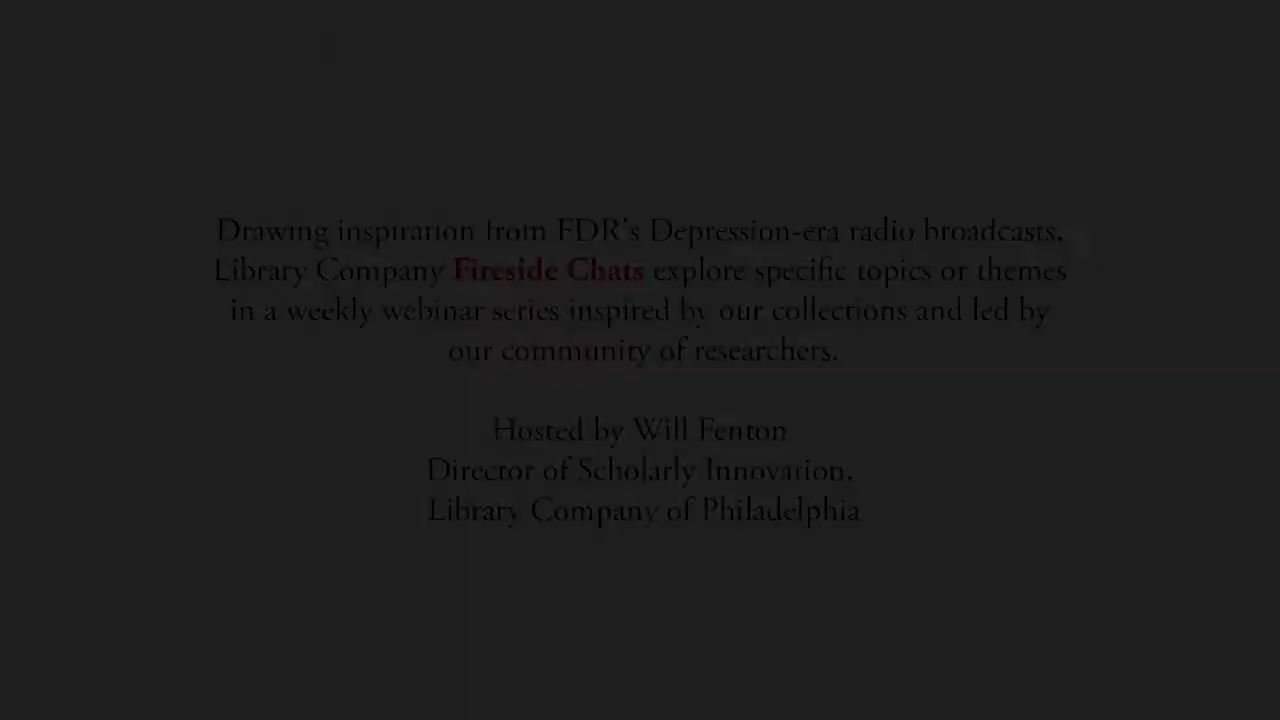 Drawing inspiration from FDR's Depression-era radio broadcasts,
Library Company Fireside Chats explore specific topics or themes
in a weekly webinar series inspired by our collections and led by
our community of researchers.
Hosted by Will Fenton
Director of Scholarly Innovation,
Library Company of Philadelphia